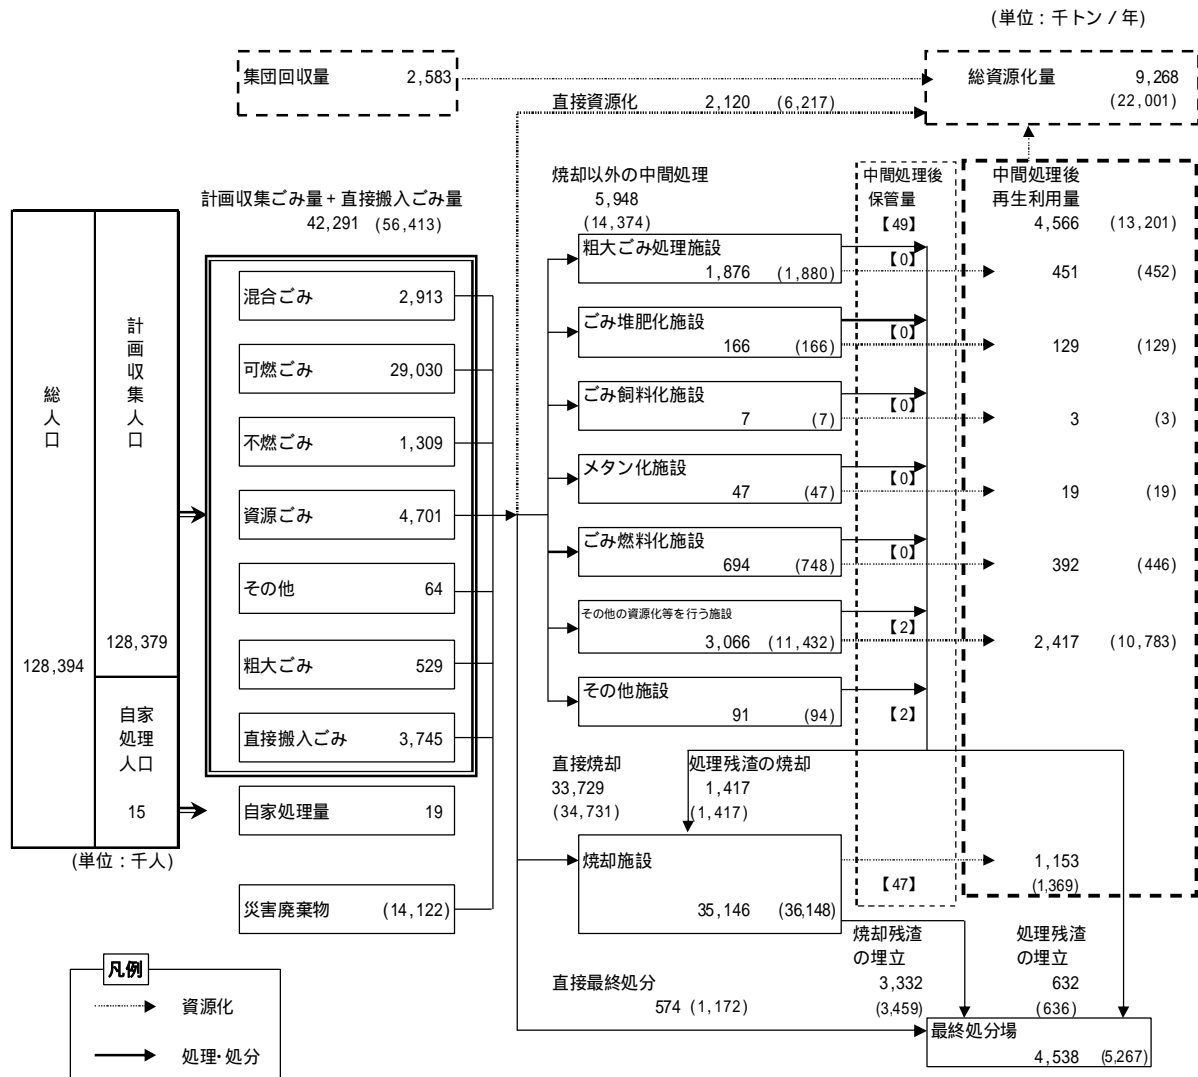 (単位：千トン / 年)
集団回収量 2,583
総資源化量 9,268
(22,001)
直接資源化 2,120 (6,217)
計画収集ごみ量+直接搬入ごみ量
42,291 (56,413)
焼却以外の中間処理
5,948
(14,374)
中間処理後
保管量
【49】
中間処理後
再生利用量
4,566 (13,201)
総人口
128,394
計画収集人口
128,379
自家
処理
人口
15
(単位：千人)
混合ごみ 2,913
可燃ごみ 29,030
不燃ごみ 1,309
資源ごみ 4,701
その他 64
粗大ごみ 529
直接搬入ごみ 3,745
自家処理量 19
災害廃棄物 (14,122)
粗大ごみ処理施設
1,876 (1,880)
【0】
451 (452)
ごみ堆肥化施設
166 (166)
【0】
129 (129)
ごみ飼料化施設
7 (7)
【0】
3 (3)
メタン化施設
47 (47)
【0】
19 (19)
ごみ燃料化施設
694 (748)
【0】
392 (446)
その他の資源化等を行う施設
3,066 (11,432)
【2】
2,417 (10,783)
その他施設
91 (94)
【2】
直接焼却
33,729
(34,731)
処理残渣の焼却
1,417
(1,417)
焼却施設
35,146 (36,148)
【47】
1,153
(1,369)
焼却残渣
の埋立
3,332
(3,459)
処理残渣
の埋立
632
(636)
直接最終処分
574 (1,172)
最終処分場
4,538 (5,267)
凡例
資源化
処理・処分